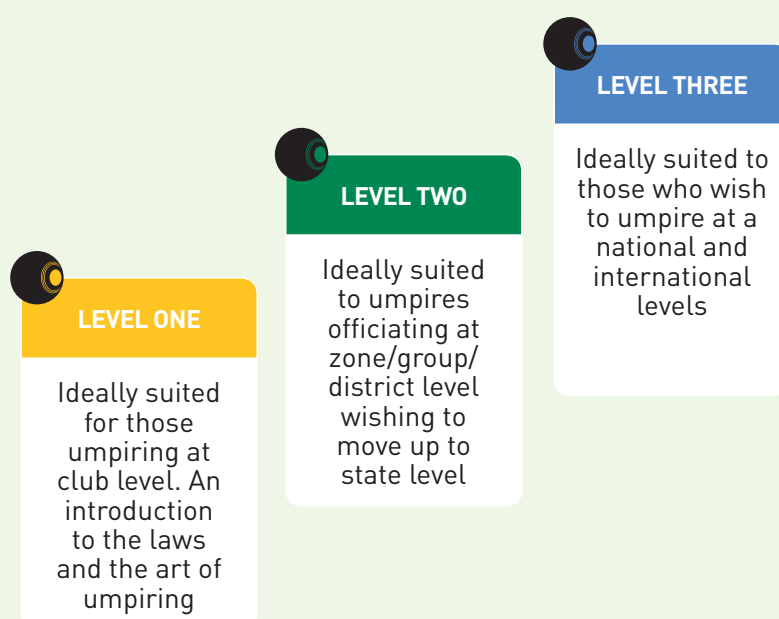 LEVEL ONE
Ideally suited
for those
umpiring at
club level. An
introduction
to the laws
and the art of
umpiring
LEVEL TWO
Ideally suited
to umpires
officiating at
zone/group/
district level
wishing to
move up to
state level
LEVEL THREE
Ideally suited to
those who wish
to umpire at a
national and
international
levels